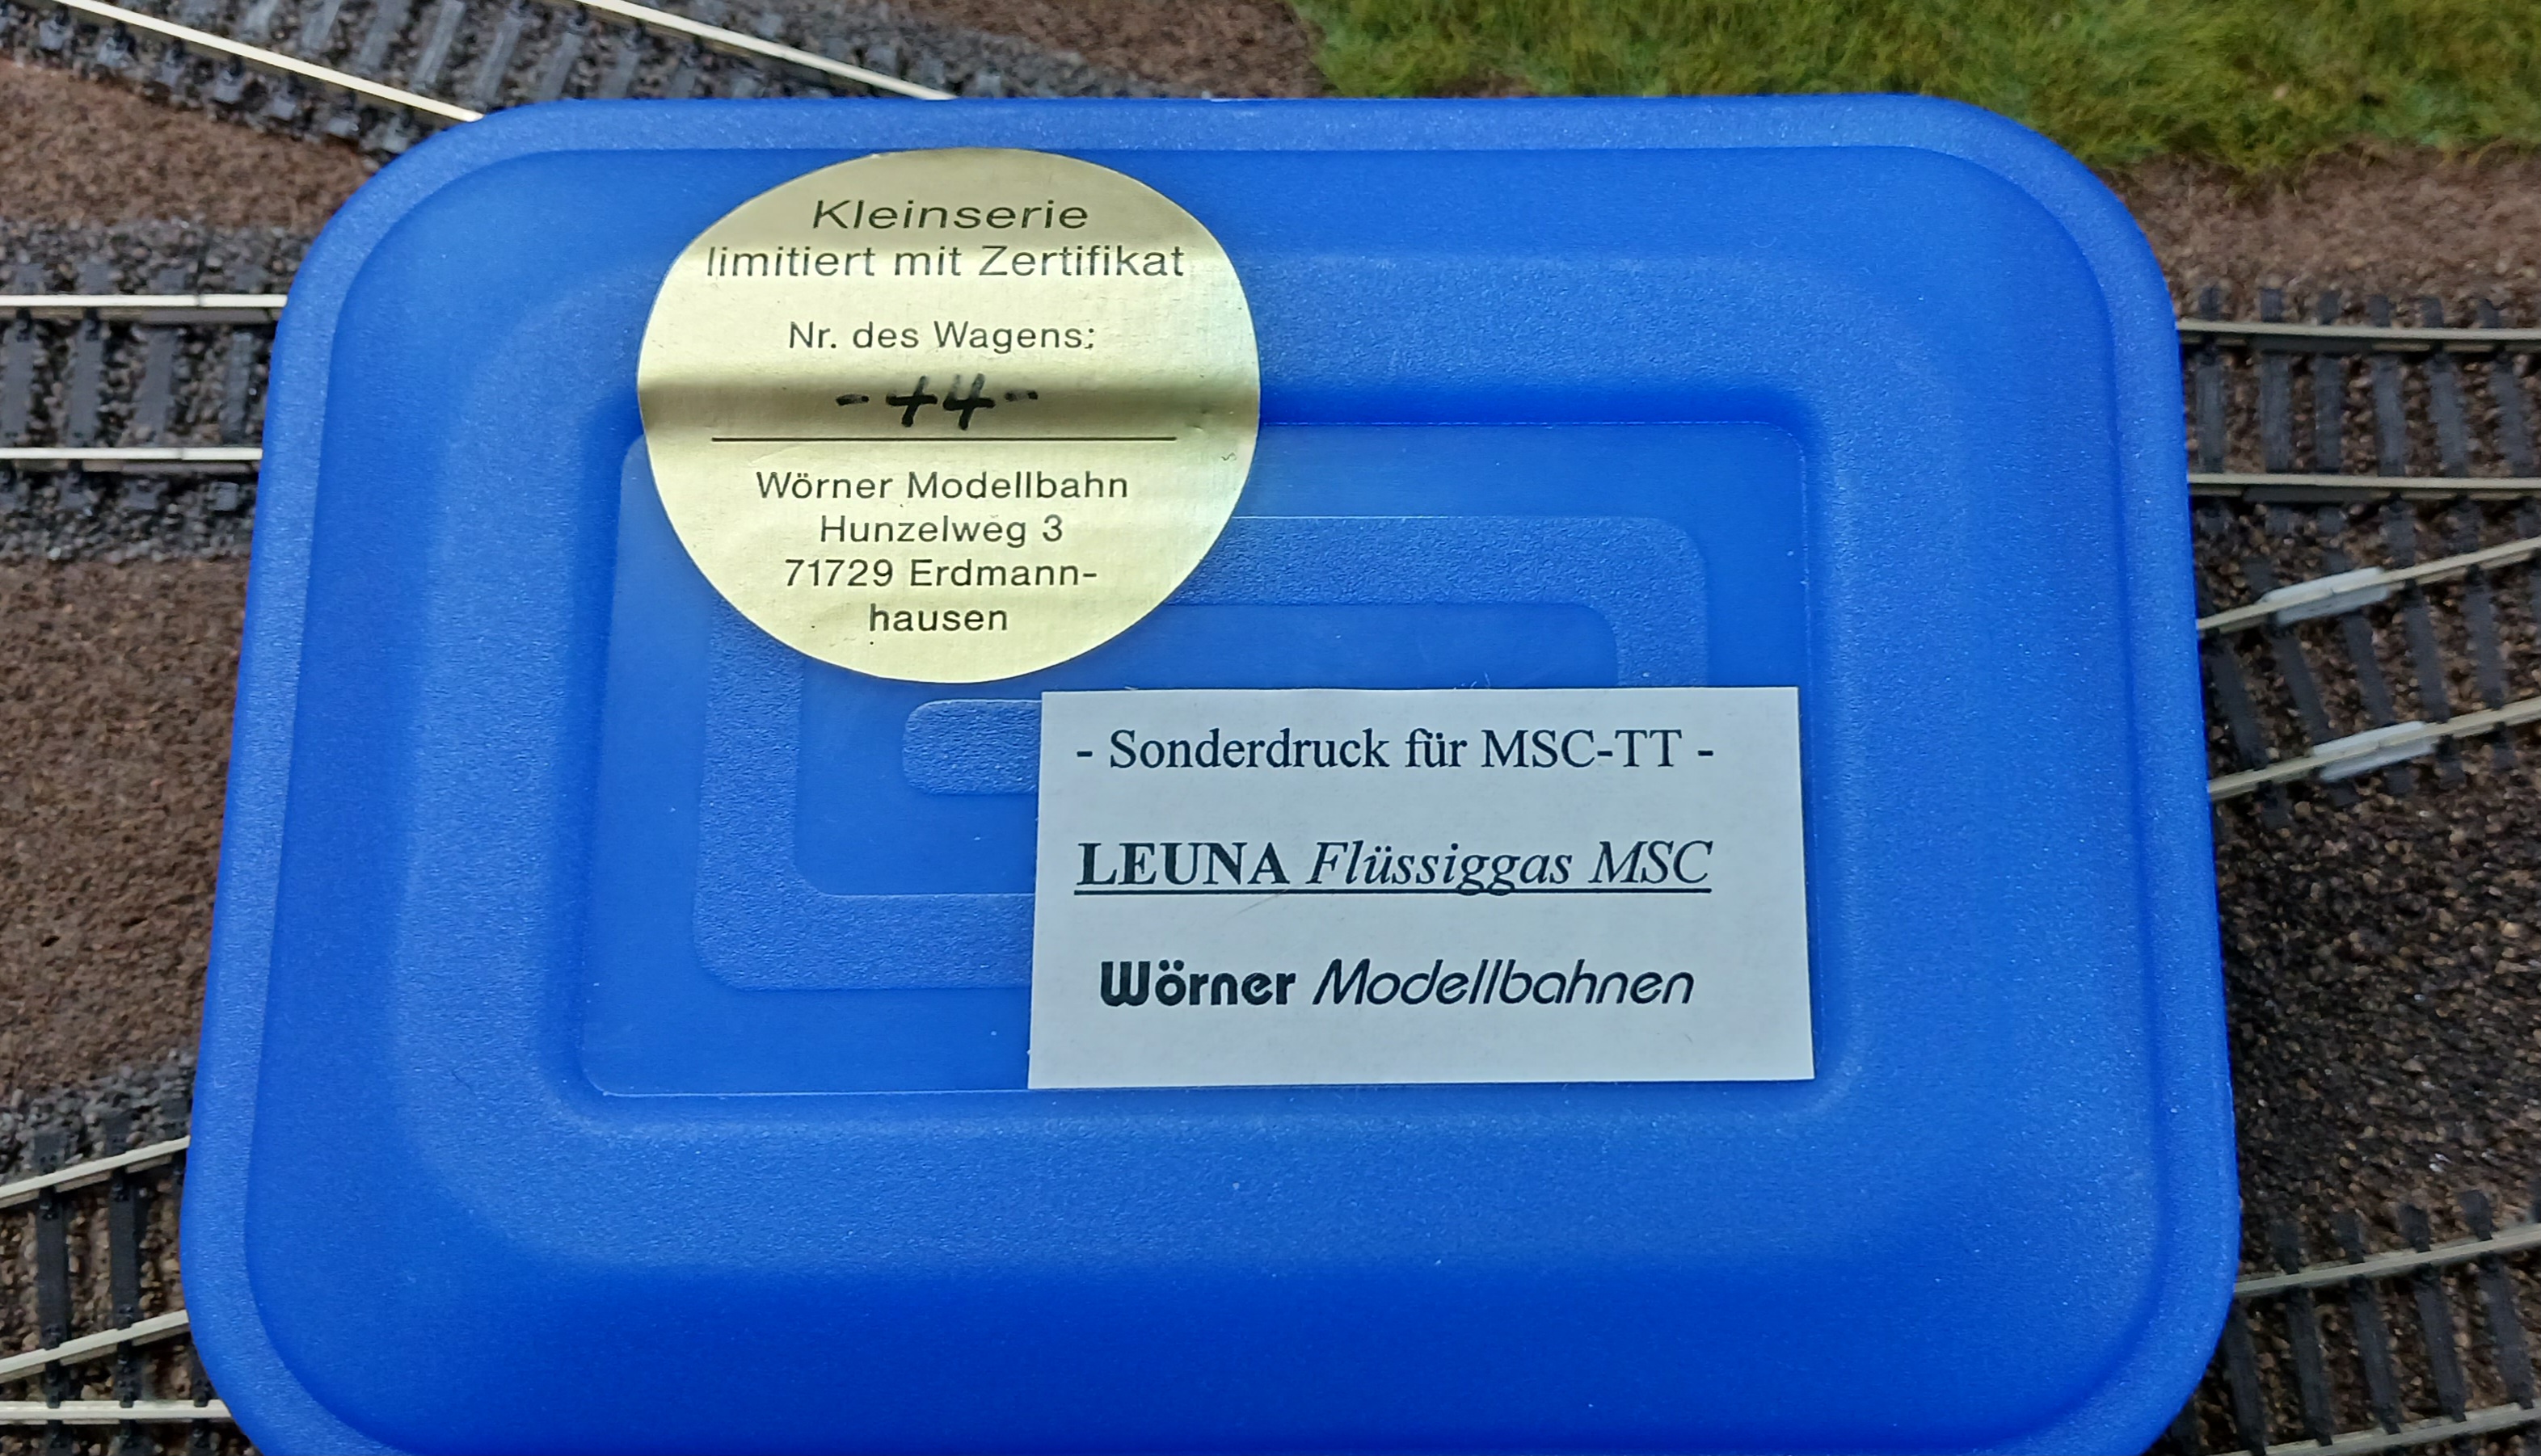 Kleinserie
limitiert mit Zertifikat
Nr. des Wagens:
Wörner Modellbahn
Hunzelweg 3
71729 Erdmann-
hausen
- Sonderdruck für MSC-TT -
LEUNA Flüssiggas MSC
Wörner Modellbahnen